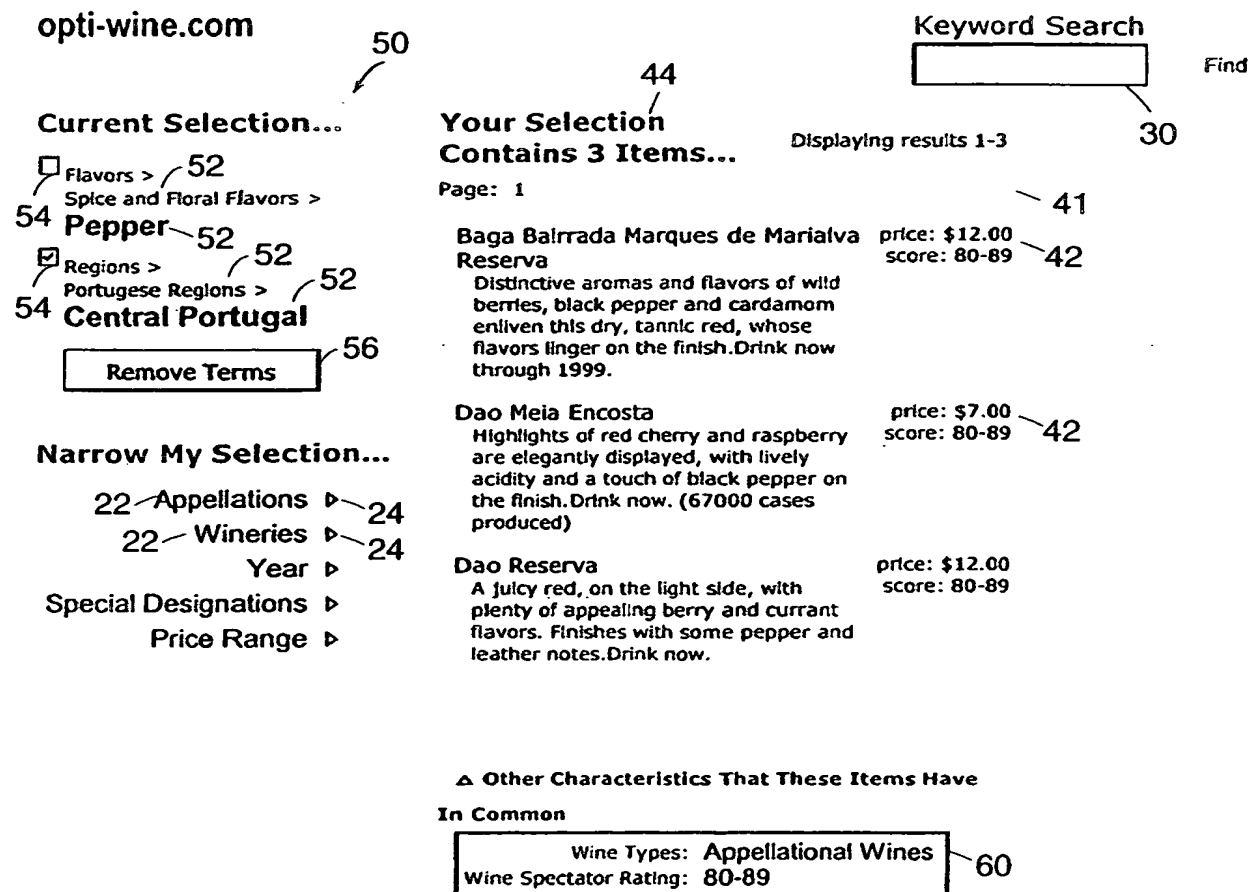 opti-wine.com
50
Keyword Search
Find
30
44
Current Selection...
Your Selection
Contains 3 Items...
Displaying results 1-3
Flavors > 52
Spice and Floral Flavors >
54 Pepper 52
Regions > 52
Portugese Regions > 52
54 Central Portugal
Remove Terms 56
Page: 1
41
Baga Bairrada Marques de Marialva price: $12.00
Reserva score: 80-89 42
Distinctive aromas and flavors of wild
berries, black pepper and cardamom
enliven this dry, tannic red, whose
flavors linger on the finish.Drink now
through 1999.
Dao Meia Encosta price: $7.00
score: 80-89 42
Highlights of red cherry and raspberry
are elegantly displayed, with lively
acidity and a touch of black pepper on
the finish.Drink now. (67000 cases
produced)
Narrow My Selection...
22 Appellations 24
22 Wineries 24
Year
Special Designations
Price Range
Dao Reserva price: $12.00
score: 80-89
A juicy red, on the light side, with
plenty of appealing berry and currant
flavors. Finishes with some pepper and
leather notes.Drink now.
Other Characteristics That These Items Have
In Common
Wine Types: Appellational Wines
Wine Spectator Rating: 80-89
60